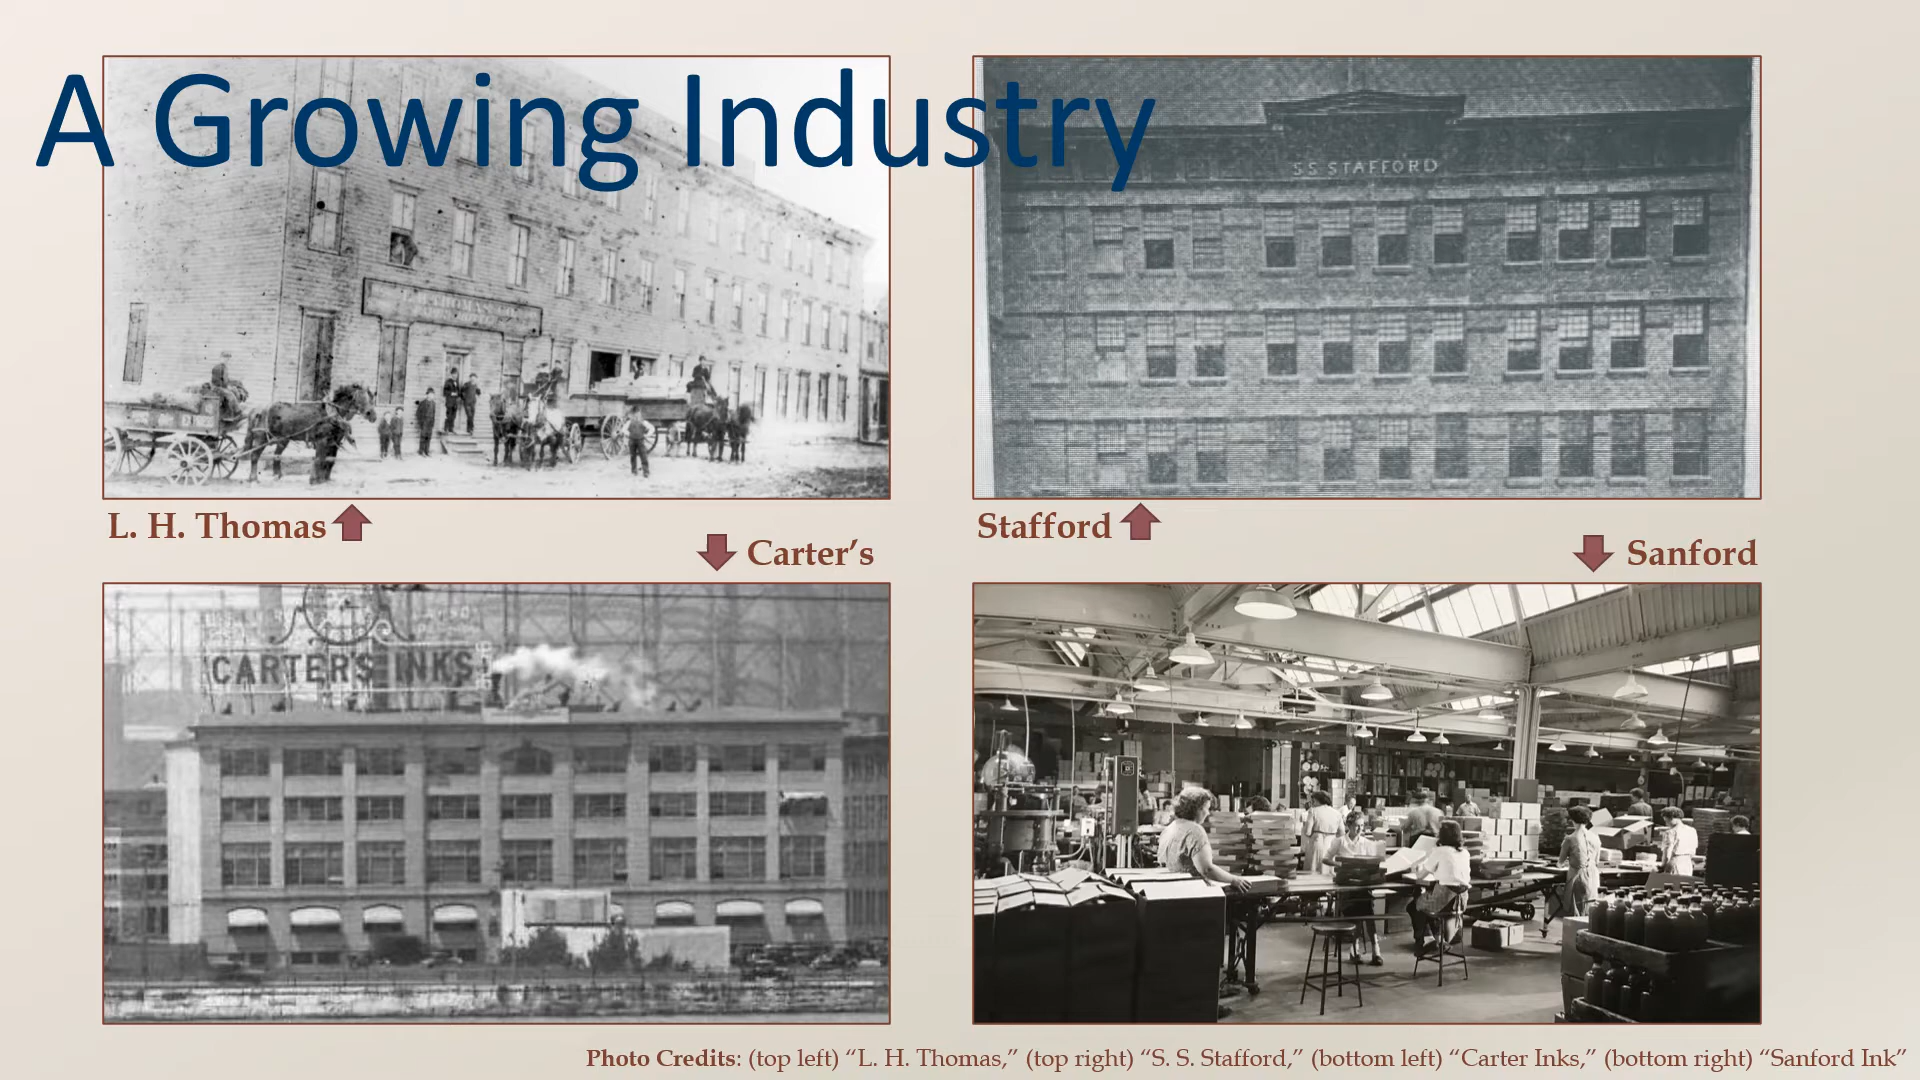 A Growing Industry
SS STAFFORD
L. H. Thomas
Stafford
Carter's
Sanford
CARTER'S INKS
Photo Credits: (top left) “L. H. Thomas,” (top right) “S. S. Stafford,” (bottom left) “Carter Inks,” (bottom right) “Sanford Ink”